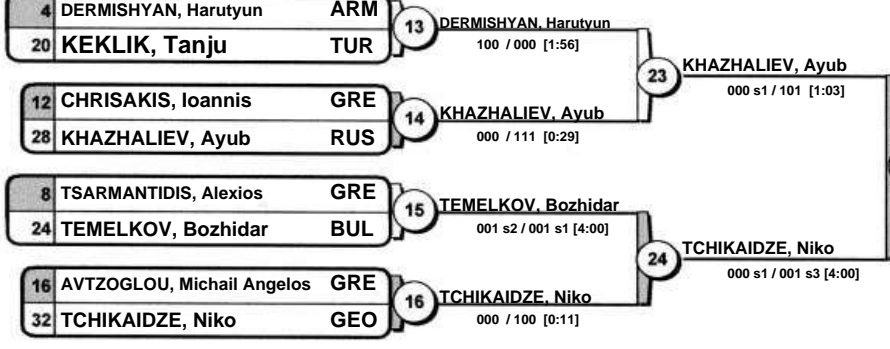 4 DERMISHYAN, Harutyun ARM
20 KEKLIK, Tanju TUR
13
DERMISHYAN, Harutyun
100 / 000 [1:56]
12 CHRISAKIS, Ioannis GRE
28 KHAZHALIEV, Ayub RUS
14
KHAZHALIEV, Ayub
000 / 111 [0:29]
23
KHAZHALIEV, Ayub
000 s1 / 101 [1:03]
8 TSARMANTIDIS, Alexios GRE
24 TEMELKOV, Bozhidar BUL
15
TEMELKOV, Bozhidar
001 s2 / 001 s1 [4:00]
16 AVTZOGLOU, Michail Angelos GRE
32 TCHIKAIDZE, Niko GEO
16
TCHIKAIDZE, Niko
000 / 100 [0:11]
24
TCHIKAIDZE, Niko
000 s1 / 001 s3 [4:00]